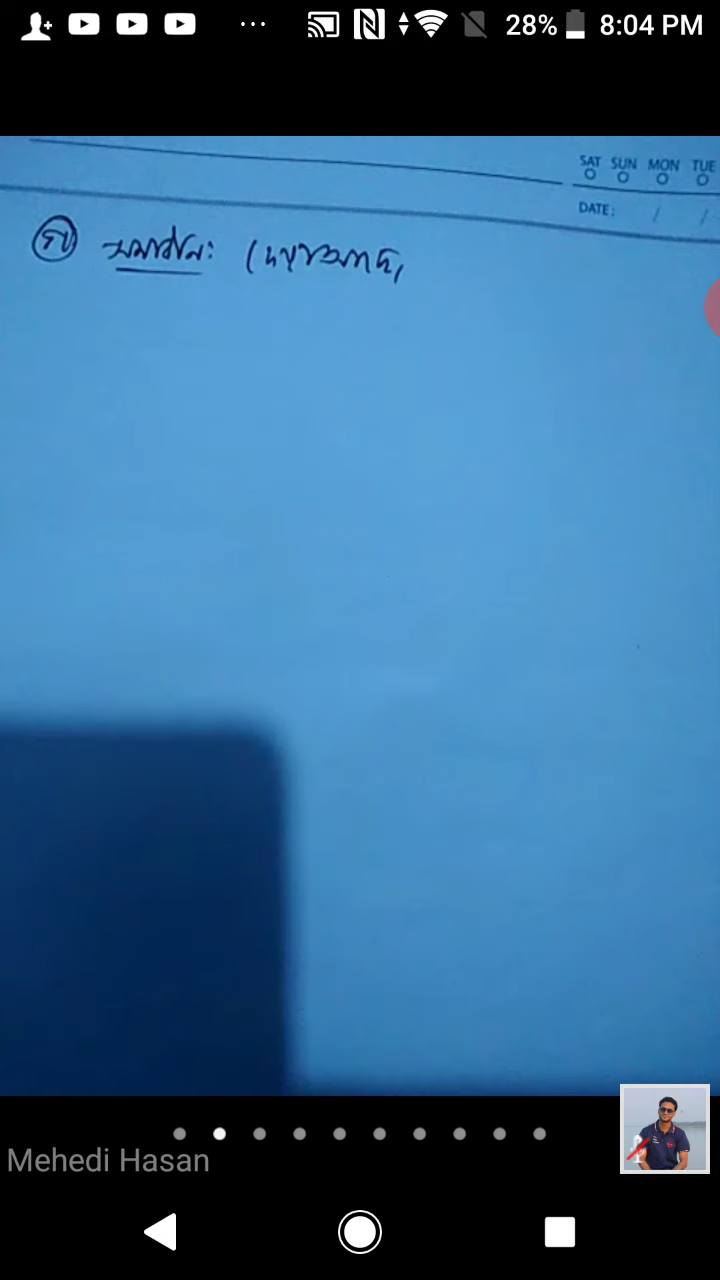 28% 8:04 PM
SAT SUN MON TUE
DATE: / /
গ সমাধান:
Mehedi Hasan